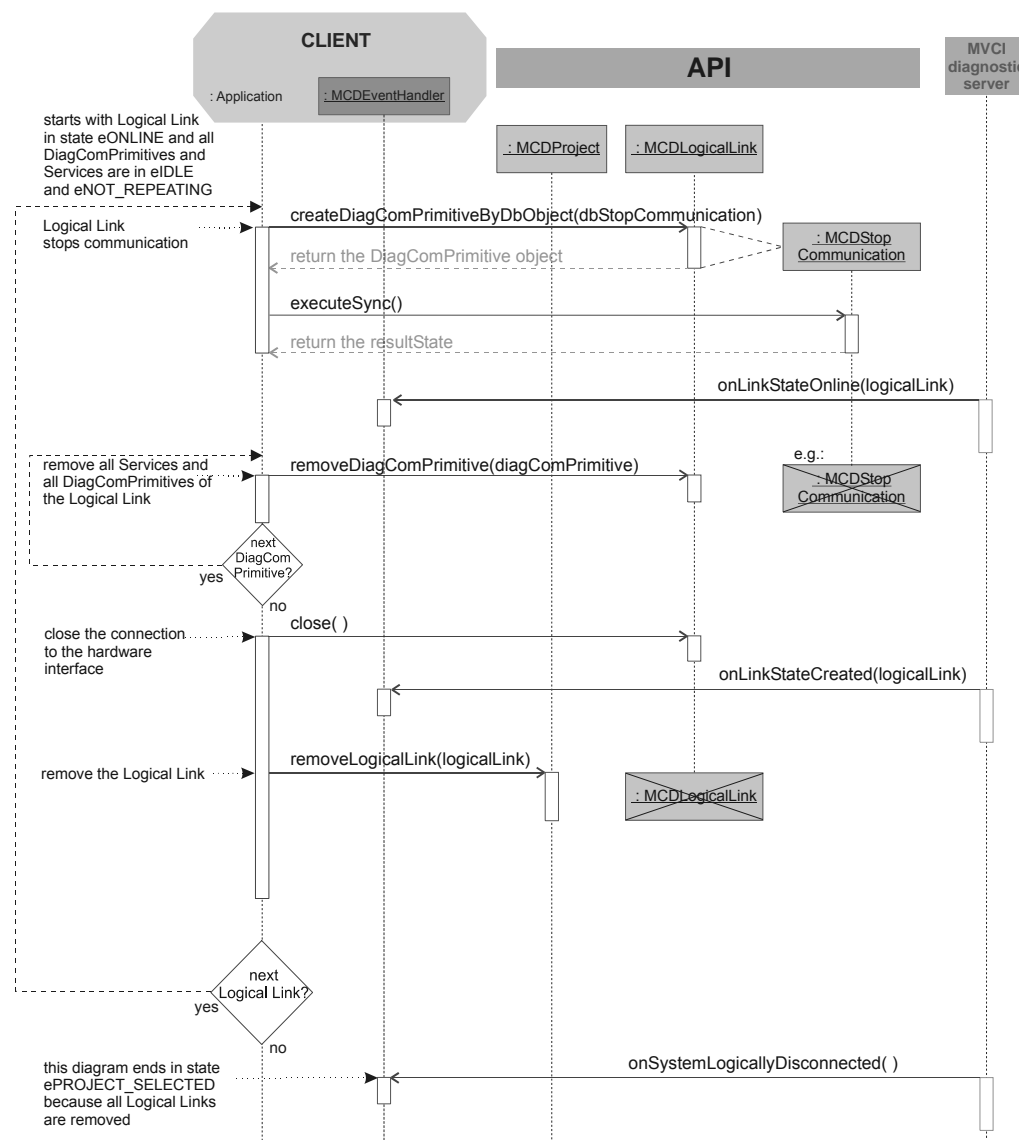 CLIENT
API
MVCI
diagnostic
server
: Application
: MCDEventHandler
: MCDProject
: MCDLogicalLink
starts with Logical Link
in state eONLINE and all
DiagComPrimitives and
Services are in eIDLE
and eNOT_REPEATING
Logical Link
stops communication
createDiagComPrimitiveByDbObject(dbStopCommunication)
: MCDStop
Communication
return the DiagComPrimitive object
executeSync()
return the resultState
onLinkStateOnline(logicalLink)
remove all Services and
all DiagComPrimitives of
the Logical Link
removeDiagComPrimitive(diagComPrimitive)
e.g.:
: MCDStop
Communication
next
DiagCom
Primitive?
yes
no
close the connection
to the hardware
interface
close( )
onLinkStateCreated(logicalLink)
remove the Logical Link
removeLogicalLink(logicalLink)
: MCDLogicalLink
next
Logical Link?
yes
no
this diagram ends in state
ePROJECT_SELECTED
because all Logical Links
are removed
onSystemLogicallyDisconnected( )